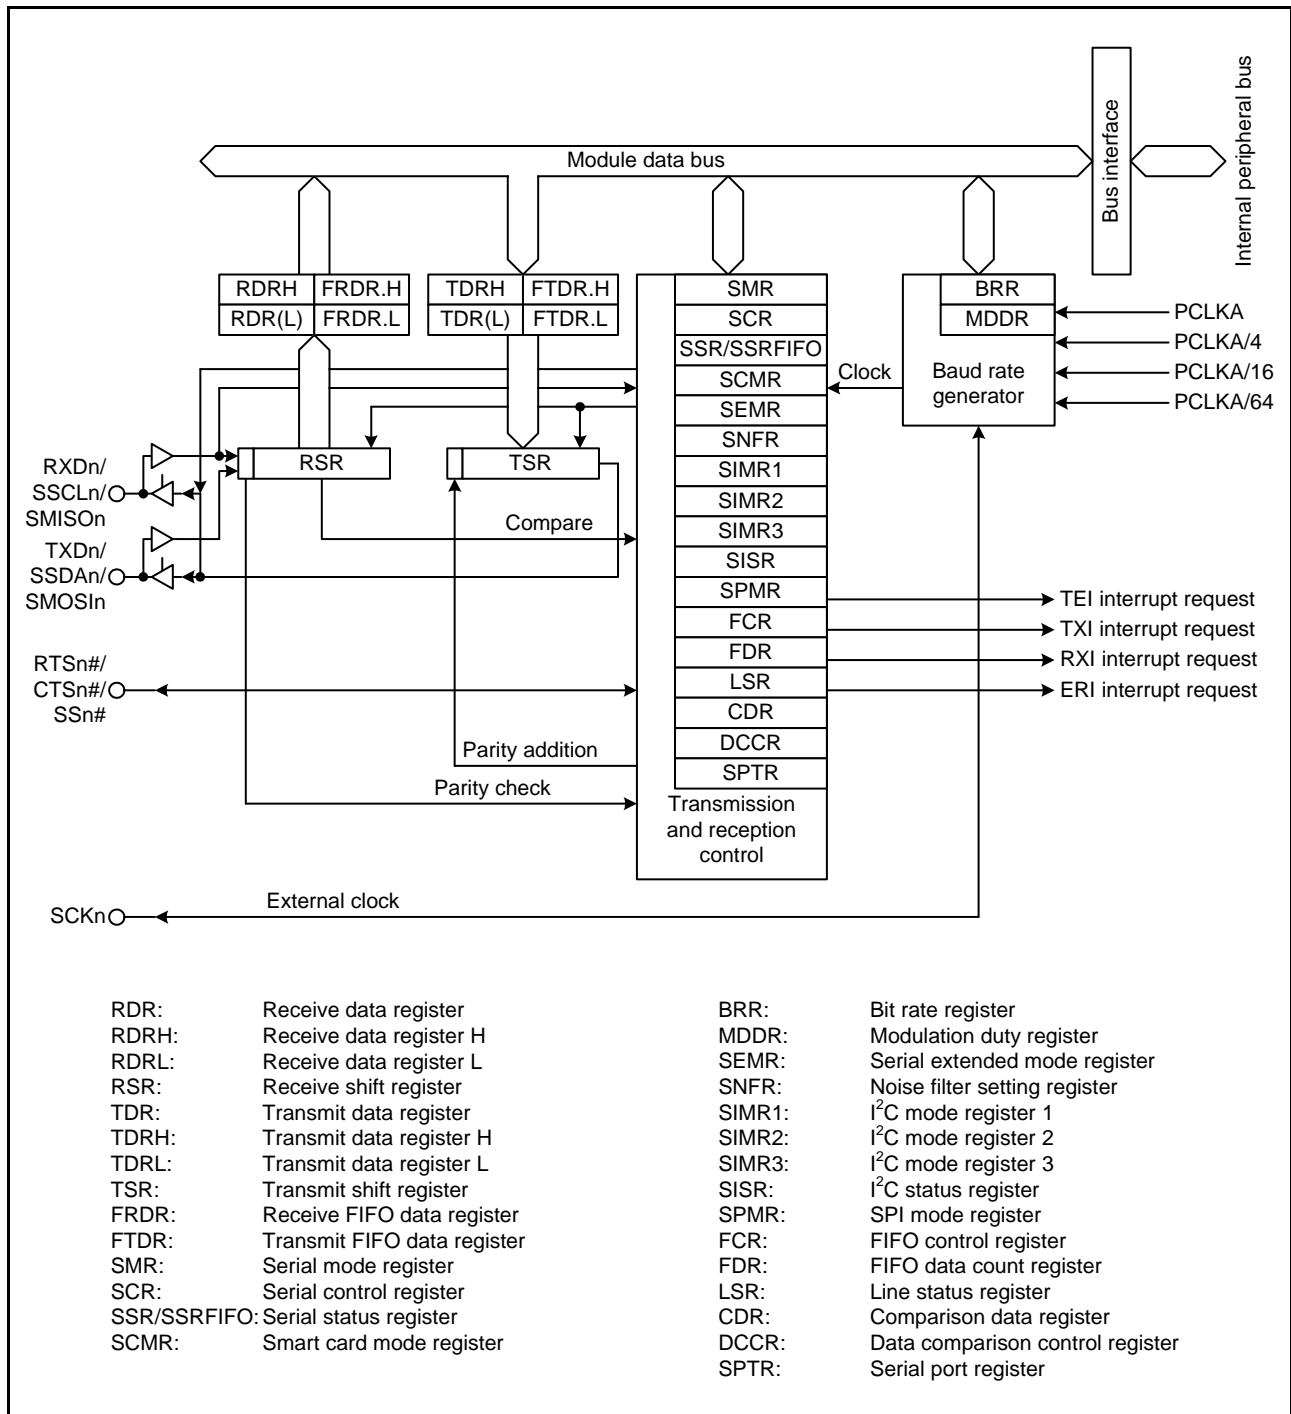 Module data bus
Bus interface
Internal peripheral bus
RDRH FRDR.H
RDR(L) FRDR.L
TDRH FTDR.H
TDR(L) FTDR.L
SMR
SCR
SSR/SSRFIFO
SCMR
SEMR
SNFR
SIMR1
SIMR2
SIMR3
SISR
SPMR
FCR
FDR
LSR
CDR
DCCR
SPTR
Transmission
and reception
control
BRR
MDDR
Baud rate
generator
Clock
PCLKA
PCLKA/4
PCLKA/16
PCLKA/64
RSR
TSR
RXDn/
SSCLn/
SMISOn
TXDn/
SSDAn/
SMOSIn
Compare
TEI interrupt request
TXI interrupt request
RXI interrupt request
ERI interrupt request
RTSn#/
CTSn#/
SSn#
Parity addition
Parity check
External clock
SCKn
RDR: Receive data register
RDRH: Receive data register H
RDRL: Receive data register L
RSR: Receive shift register
TDR: Transmit data register
TDRH: Transmit data register H
TDRL: Transmit data register L
TSR: Transmit shift register
FRDR: Receive FIFO data register
FTDR: Transmit FIFO data register
SMR: Serial mode register
SCR: Serial control register
SSR/SSRFIFO: Serial status register
SCMR: Smart card mode register
BRR: Bit rate register
MDDR: Modulation duty register
SEMR: Serial extended mode register
SNFR: Noise filter setting register
SIMR1: I²C mode register 1
SIMR2: I²C mode register 2
SIMR3: I²C mode register 3
SISR: I²C status register
SPMR: SPI mode register
FCR: FIFO control register
FDR: FIFO data count register
LSR: Line status register
CDR: Comparison data register
DCCR: Data comparison control register
SPTR: Serial port register